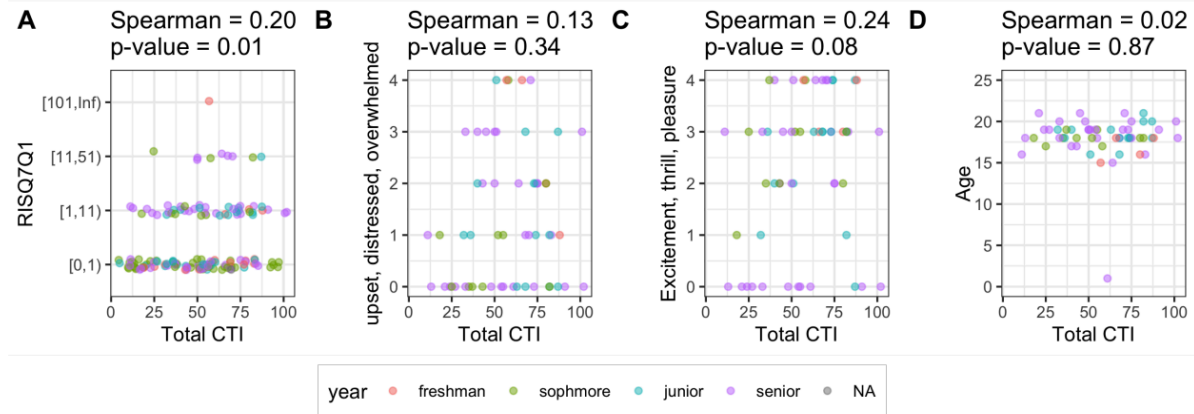 A
Spearman = 0.20
p-value = 0.01
RISQ7Q1
[101,Inf)
[11,51)
[1,11)
[0,1)
0 25 50 75 100
Total CTI
B
Spearman = 0.13
p-value = 0.34
upset, distressed, overwhelmed
4
3
2
1
0
0 25 50 75 100
Total CTI
C
Spearman = 0.24
p-value = 0.08
Excitement, thrill, pleasure
4
3
2
1
0
0 25 50 75 100
Total CTI
D
Spearman = 0.02
p-value = 0.87
Age
25
20
15
10
5
0
0 25 50 75 100
Total CTI
year freshman sophmore junior senior NA